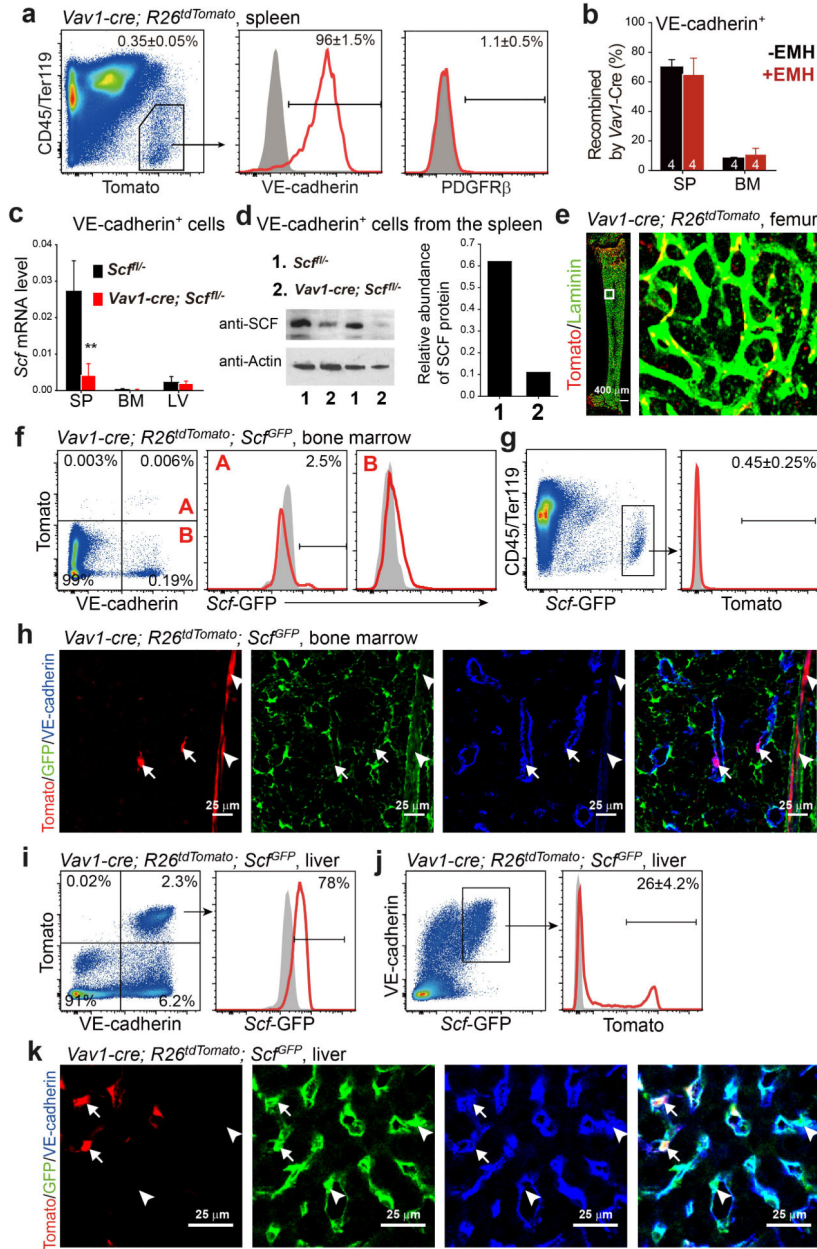 a
Vav1-cre; R26tdTomato, spleen
0.35±0.05%
96±1.5%
1.1±0.5%
CD45/Ter119
Tomato
VE-cadherin
PDGFRβ
b
VE-cadherin+
-EMH
+EMH
Recombined
by Vav1-Cre (%)
100
80
60
40
20
0
4
4
4
4
SP
BM
c
VE-cadherin+ cells
Scf mRNA level
0.04
0.03
0.02
0.01
0.00
Scffl/-
Vav1-cre; Scffl/-
**
SP
BM
LV
d
VE-cadherin+ cells from the spleen
1. Scffl/-
2. Vav1-cre; Scffl/-
anti-SCF
anti-Actin
1 2 1 2
Relative abundance
of SCF protein
0.7
0.6
0.5
0.4
0.3
0.2
0.1
0.0
1
2
e
Vav1-cre; R26tdTomato, femur
Tomato/Laminin
400 µm
f
Vav1-cre; R26tdTomato; ScfGFP, bone marrow
0.003%
0.006%
A
B
99%
0.19%
Tomato
VE-cadherin
A
2.5%
B
Scf-GFP
g
CD45/Ter119
Scf-GFP
0.45±0.25%
Tomato
h
Vav1-cre; R26tdTomato; ScfGFP, bone marrow
Tomato/GFP/VE-cadherin
25 µm
25 µm
25 µm
25 µm
i
Vav1-cre; R26tdTomato; ScfGFP, liver
0.02%
2.3%
91%
6.2%
Tomato
VE-cadherin
78%
Scf-GFP
j
Vav1-cre; R26tdTomato; ScfGFP, liver
VE-cadherin
Scf-GFP
26±4.2%
Tomato
k
Vav1-cre; R26tdTomato; ScfGFP, liver
Tomato/GFP/VE-cadherin
25 µm
25 µm
25 µm
25 µm